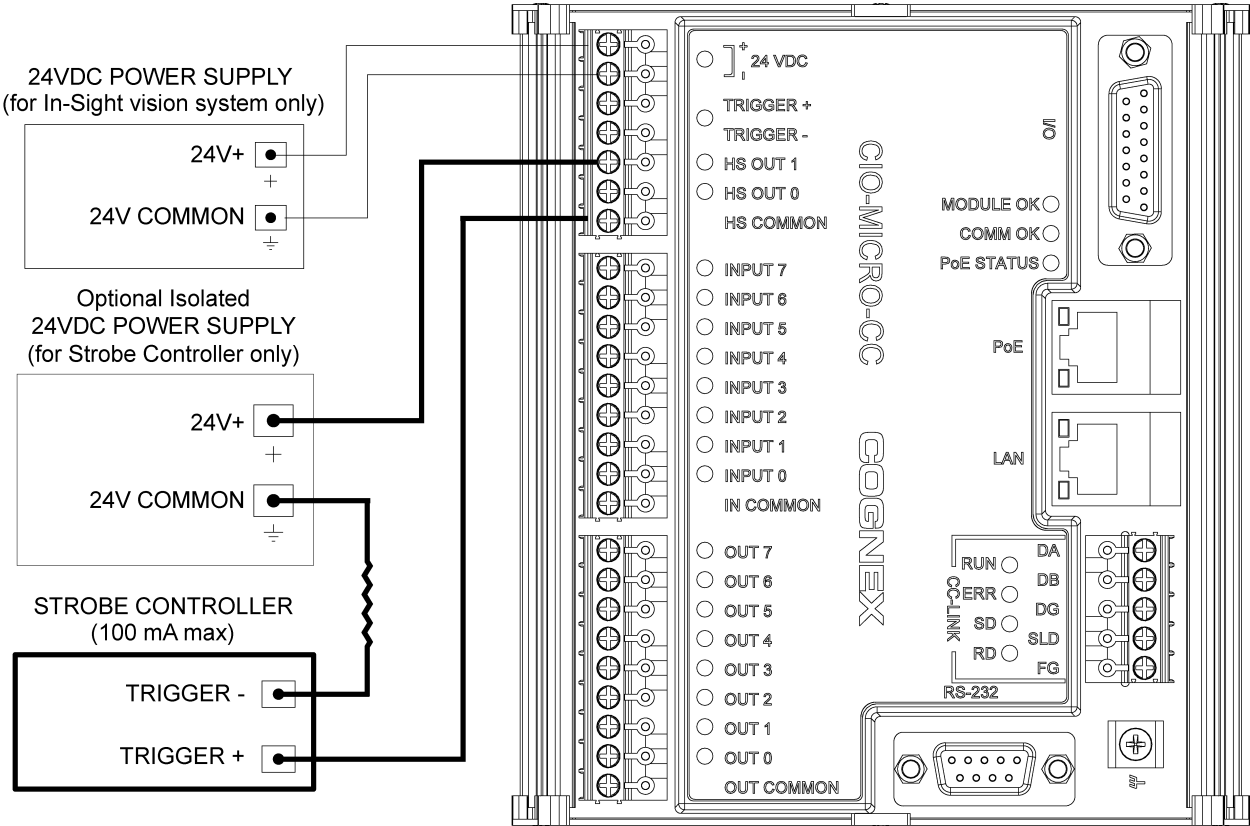 24VDC POWER SUPPLY
(for In-Sight vision system only)
24V+
+
24V COMMON
Optional Isolated
24VDC POWER SUPPLY
(for Strobe Controller only)
24V+
+
24V COMMON
STROBE CONTROLLER
(100 mA max)
TRIGGER -
TRIGGER +
+
-
24 VDC
TRIGGER +
TRIGGER -
HS OUT 1
HS OUT 0
HS COMMON
INPUT 7
INPUT 6
INPUT 5
INPUT 4
INPUT 3
INPUT 2
INPUT 1
INPUT 0
IN COMMON
OUT 7
OUT 6
OUT 5
OUT 4
OUT 3
OUT 2
OUT 1
OUT 0
OUT COMMON
CIO-MICRO-CC
COGNEX
I/O
MODULE OK
COMM OK
PoE STATUS
PoE
LAN
CC-LINK
RUN
ERR
SD
RD
DA
DB
DG
SLD
FG
RS-232